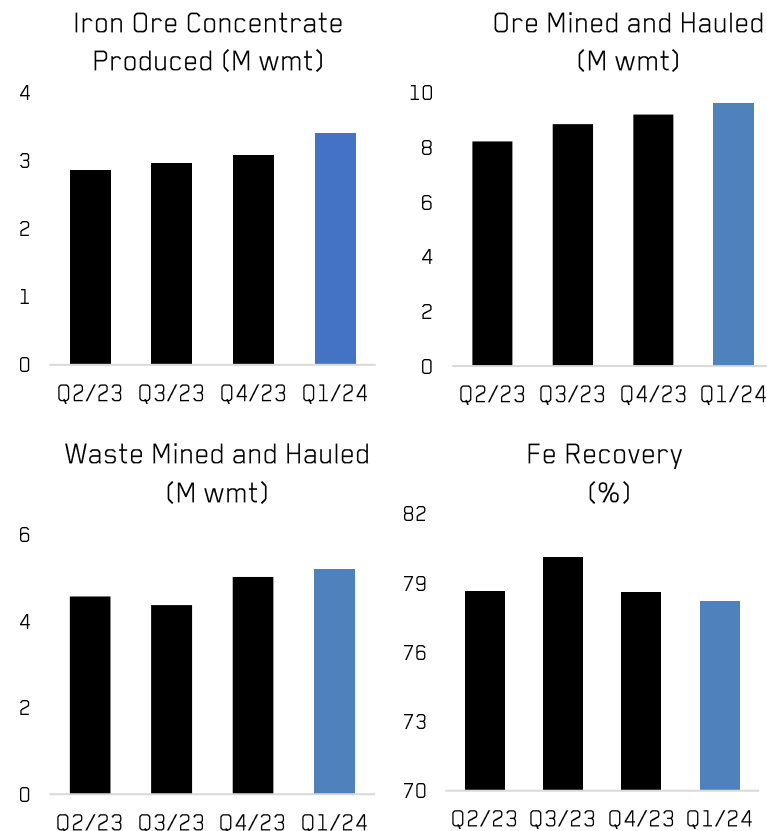 Iron Ore Concentrate
Produced (M wmt)
4
3
2
1
0
Q2/23 Q3/23 Q4/23 Q1/24
Ore Mined and Hauled
(M wmt)
10
8
6
4
2
0
Q2/23 Q3/23 Q4/23 Q1/24
Waste Mined and Hauled
(M wmt)
6
4
2
0
Q2/23 Q3/23 Q4/23 Q1/24
Fe Recovery
(%)
82
79
76
73
70
Q2/23 Q3/23 Q4/23 Q1/24